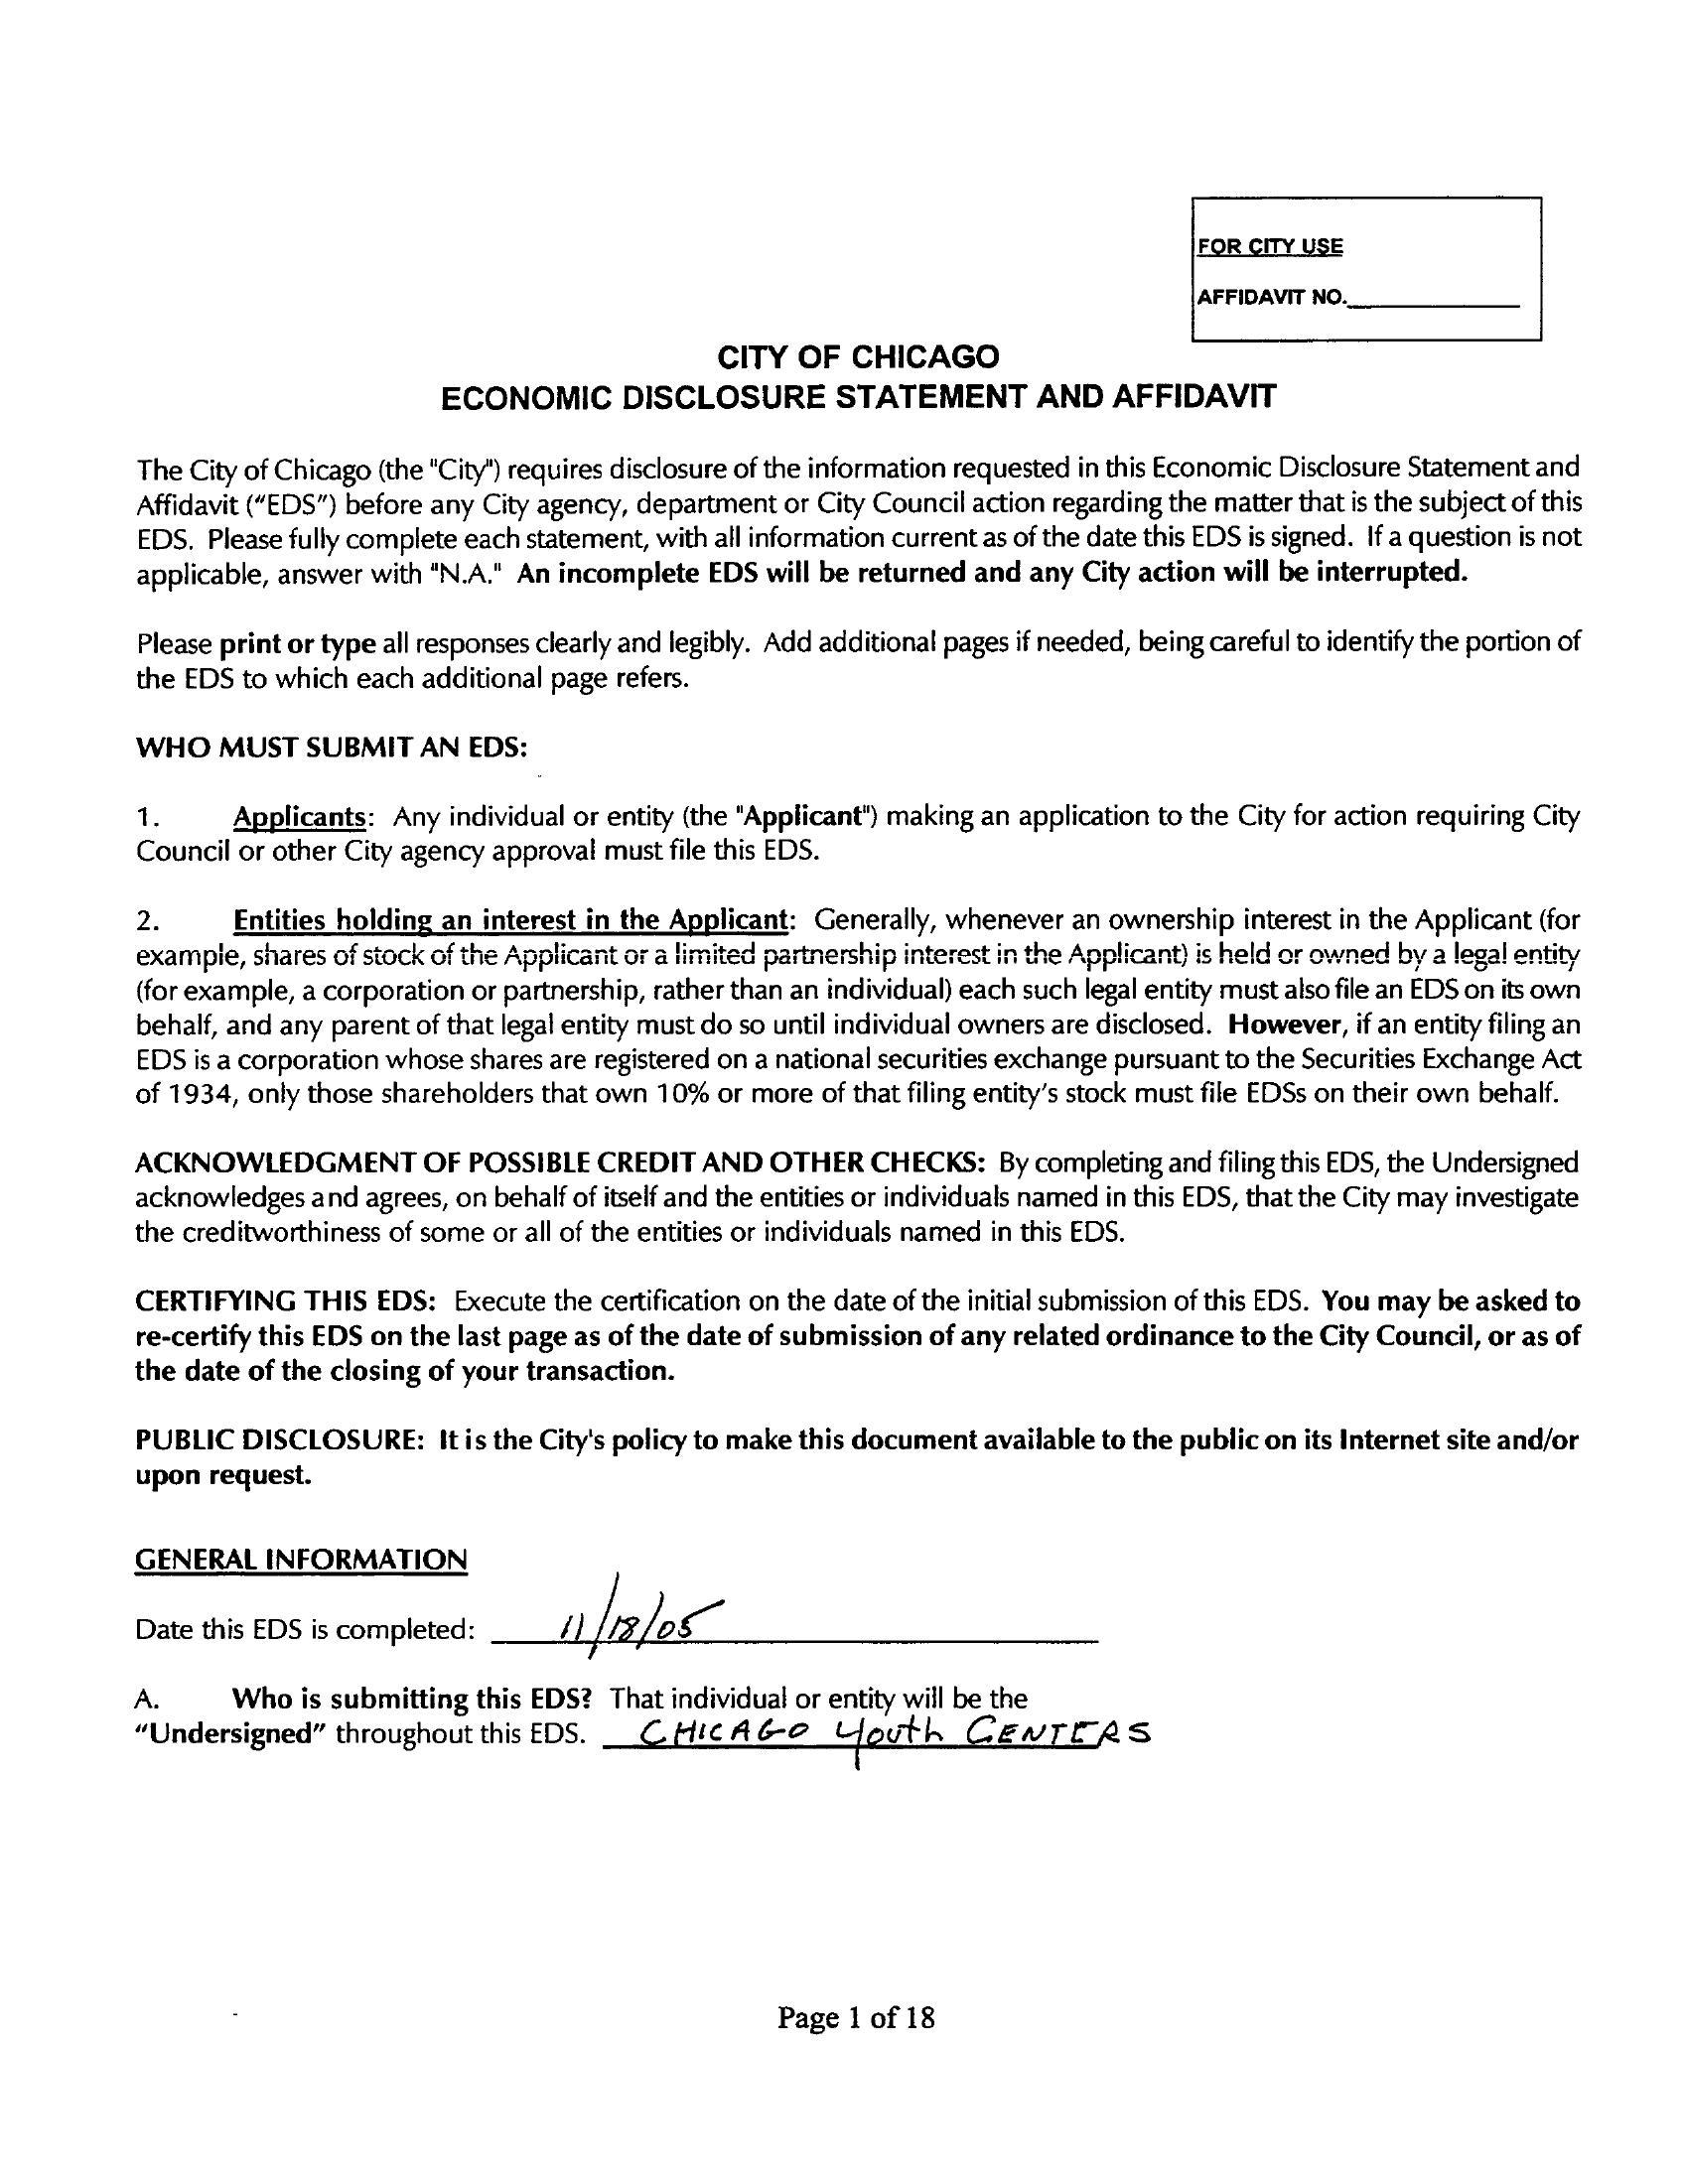 FOR CITY USE
AFFIDAVIT NO.
CITY OF CHICAGO
ECONOMIC DISCLOSURE STATEMENT AND AFFIDAVIT
The City of Chicago (the "City") requires disclosure of the information requested in this Economic Disclosure Statement and
Affidavit ("EDS") before any City agency, department or City Council action regarding the matter that is the subject of this
EDS. Please fully complete each statement, with all information current as of the date this EDS is signed. If a question is not
applicable, answer with "N.A." An incomplete EDS will be returned and any City action will be interrupted.
Please print or type all responses clearly and legibly. Add additional pages if needed, being careful to identify the portion of
the EDS to which each additional page refers.
WHO MUST SUBMIT AN EDS:
1. Applicants: Any individual or entity (the "Applicant") making an application to the City for action requiring City
Council or other City agency approval must file this EDS.
2. Entities holding an interest in the Applicant: Generally, whenever an ownership interest in the Applicant (for
example, shares of stock of the Applicant or a limited partnership interest in the Applicant) is held or owned by a legal entity
(for example, a corporation or partnership, rather than an individual) each such legal entity must also file an EDS on its own
behalf, and any parent of that legal entity must do so until individual owners are disclosed. However, if an entity filing an
EDS is a corporation whose shares are registered on a national securities exchange pursuant to the Securities Exchange Act
of 1934, only those shareholders that own 10% or more of that filing entity's stock must file EDSs on their own behalf.
ACKNOWLEDGMENT OF POSSIBLE CREDIT AND OTHER CHECKS: By completing and filing this EDS, the Undersigned
acknowledges and agrees, on behalf of itself and the entities or individuals named in this EDS, that the City may investigate
the creditworthiness of some or all of the entities or individuals named in this EDS.
CERTIFYING THIS EDS: Execute the certification on the date of the initial submission of this EDS. You may be asked to
re-certify this EDS on the last page as of the date of submission of any related ordinance to the City Council, or as of
the date of the closing of your transaction.
PUBLIC DISCLOSURE: It is the City's policy to make this document available to the public on its Internet site and/or
upon request.
GENERAL INFORMATION
Date this EDS is completed: 11/18/05
A. Who is submitting this EDS? That individual or entity will be the
"Undersigned" throughout this EDS. CHICAGO Youth CENTERS
Page 1 of 18